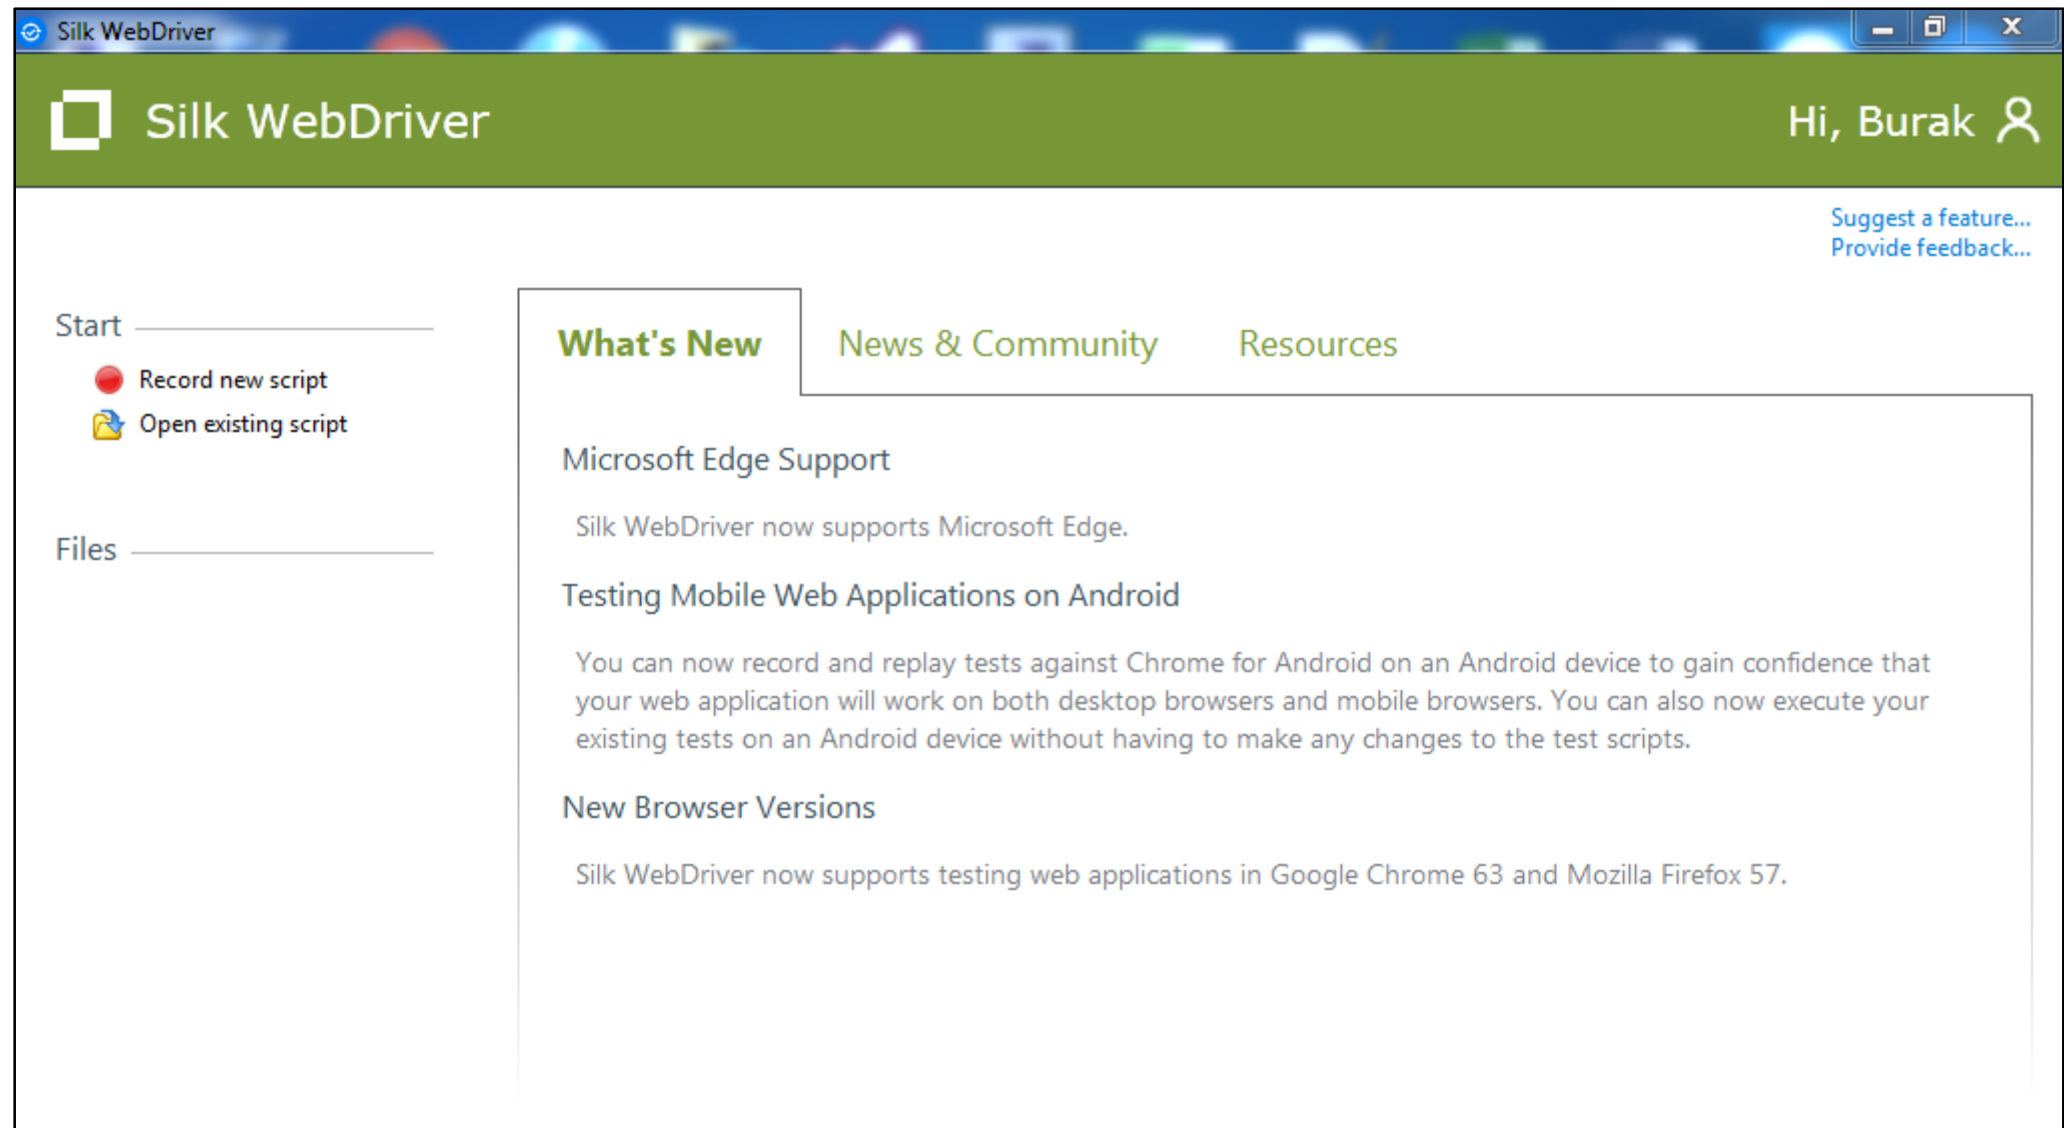 Silk WebDriver
Silk WebDriver
Hi, Burak
Suggest a feature...
Provide feedback...
Start
Record new script
Open existing script
Files
What's New
News & Community
Resources
Microsoft Edge Support
Silk WebDriver now supports Microsoft Edge.
Testing Mobile Web Applications on Android
You can now record and replay tests against Chrome for Android on an Android device to gain confidence that
your web application will work on both desktop browsers and mobile browsers. You can also now execute your
existing tests on an Android device without having to make any changes to the test scripts.
New Browser Versions
Silk WebDriver now supports testing web applications in Google Chrome 63 and Mozilla Firefox 57.